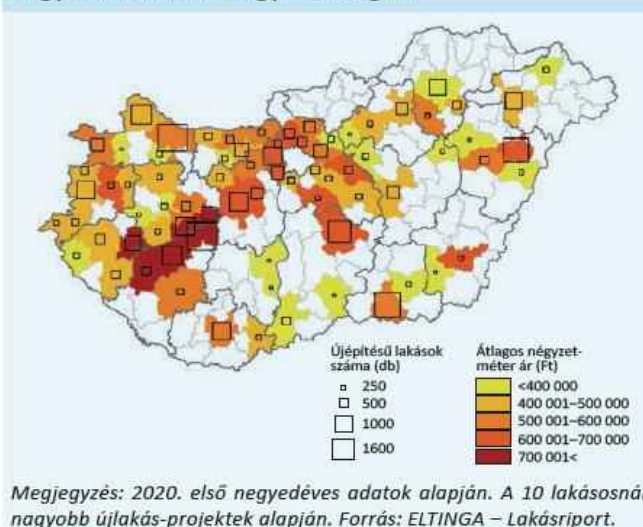 Újépítésű lakások
száma (db)
250
500
1000
1600
Átlagos négyzet-
méter ár (Ft)
<400 000
400 001–500 000
500 001–600 000
600 001–700 000
700 001<
Megjegyzés: 2020. első negyedéves adatok alapján. A 10 lakásosnál
nagyobb újlakás-projektek alapján. Forrás: ELTINGA – Lakásriport.